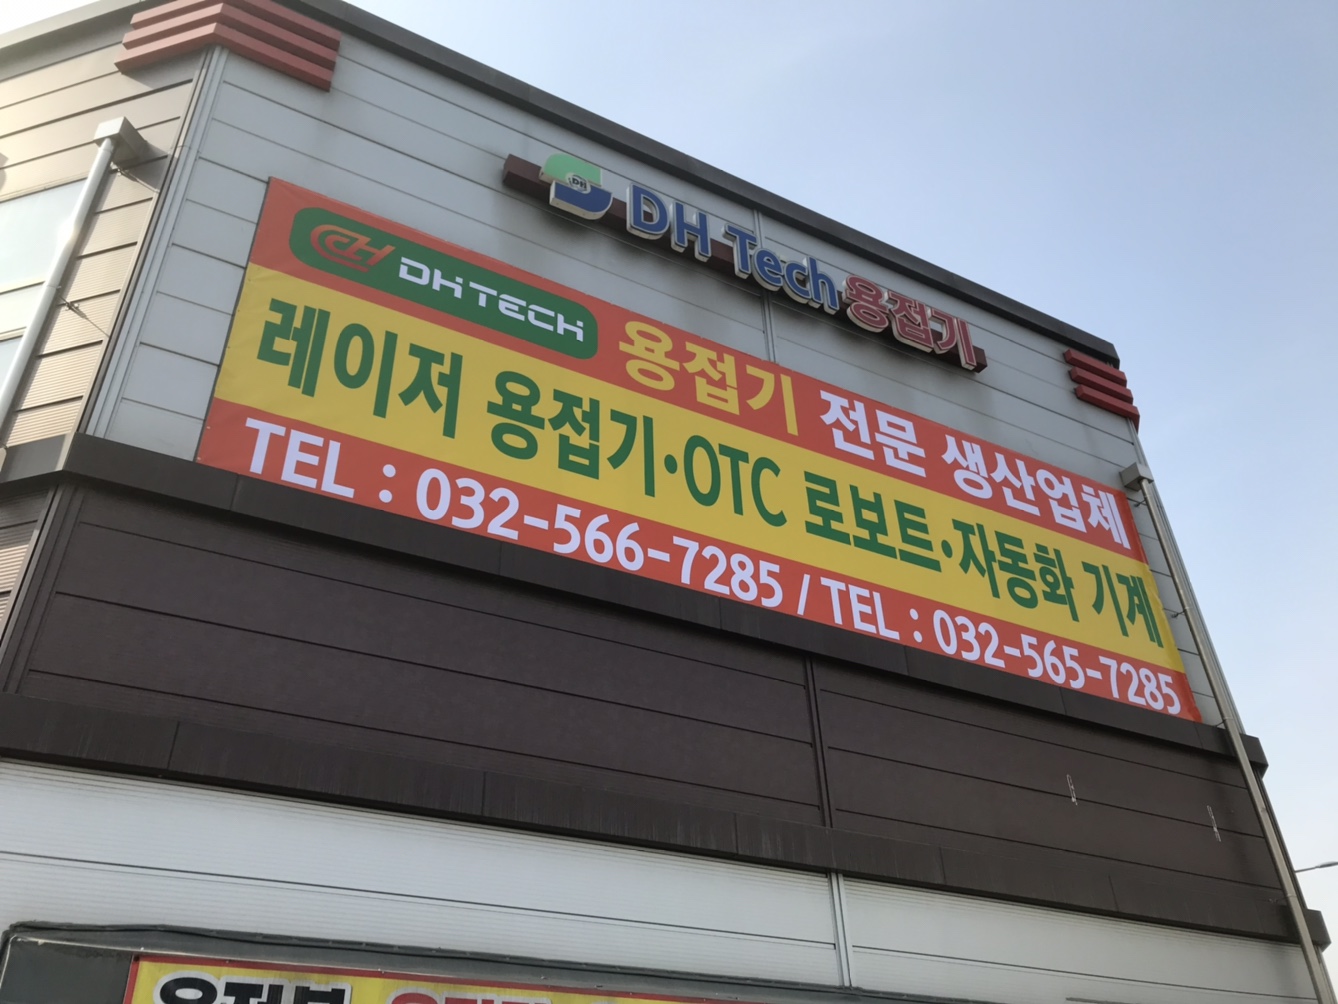 DH Tech 용접기
DHTECH 용접기 전문 생산업체
레이저 용접기·OTC 로보트·자동화 기계
TEL : 032-566-7285 / TEL : 032-565-7285